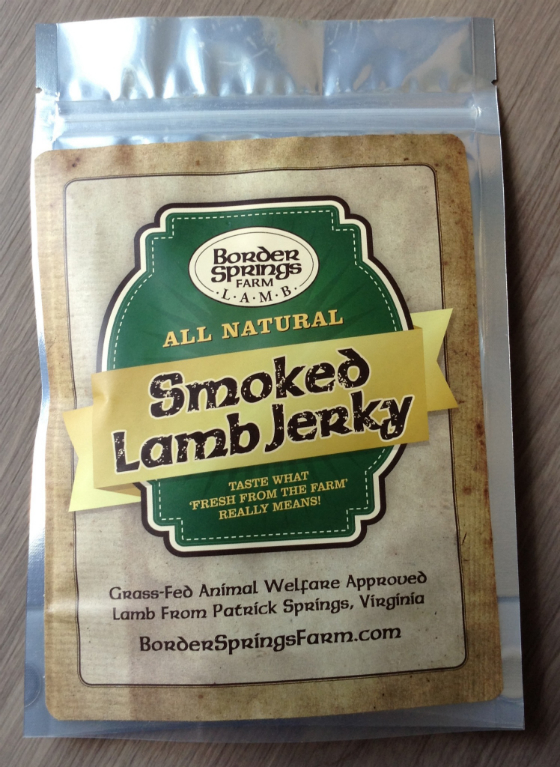 Border
Springs
FARM
·L·A·M·B·
ALL NATURAL
Smoked
Lamb Jerky
TASTE WHAT
'FRESH FROM THE FARM'
REALLY MEANS!
Grass-Fed Animal Welfare Approved
Lamb From Patrick Springs, Virginia
BorderSpringsFarm.com